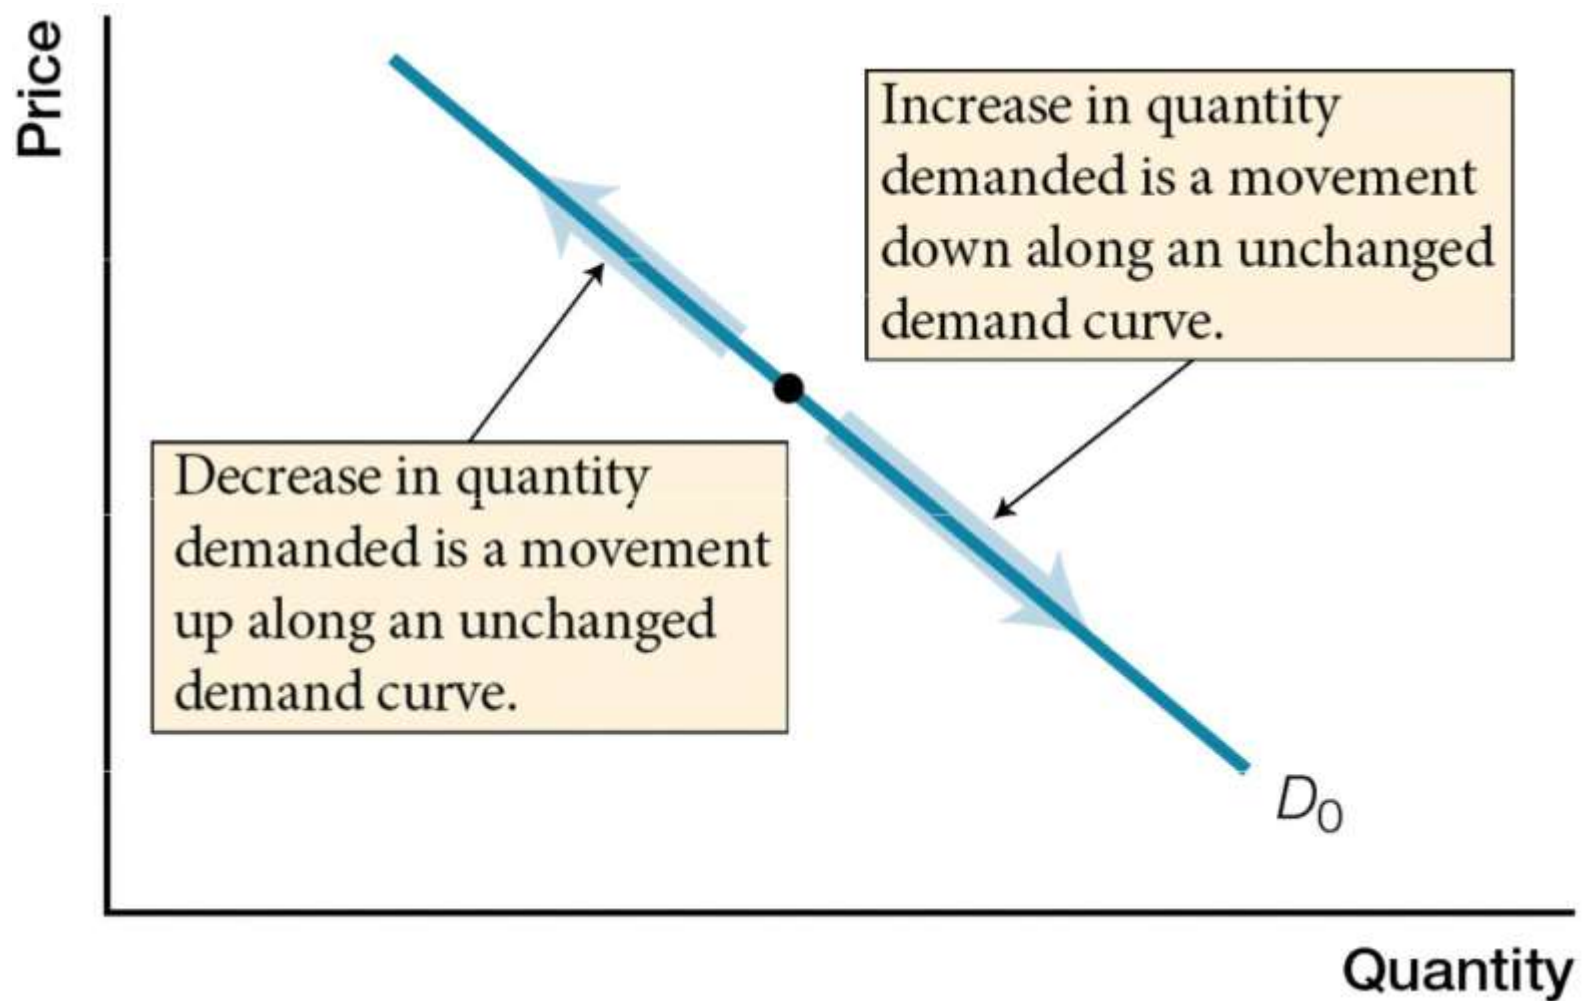 Price
Increase in quantity
demanded is a movement
down along an unchanged
demand curve.
Decrease in quantity
demanded is a movement
up along an unchanged
demand curve.
D0
Quantity